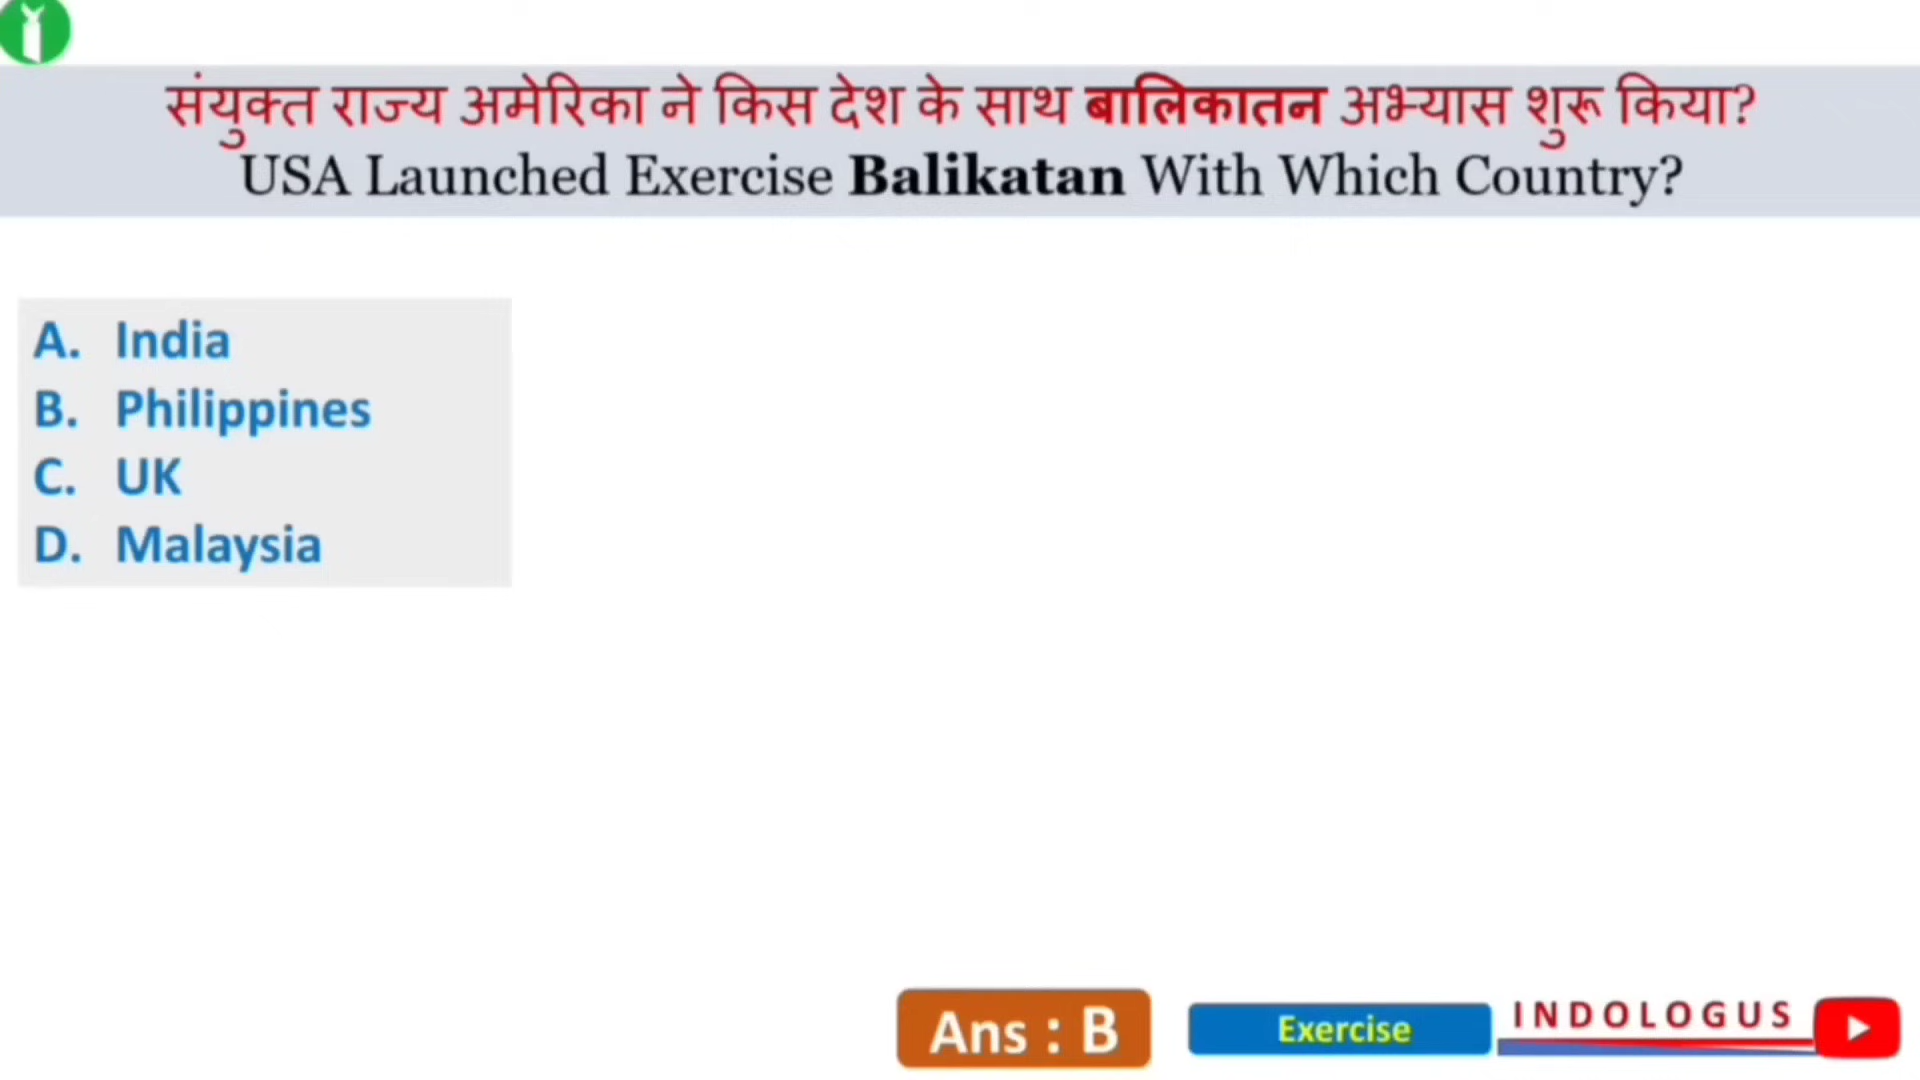 संयुक्त राज्य अमेरिका ने किस देश के साथ बालिकातन अभ्यास शुरू किया?
USA Launched Exercise Balikatan With Which Country?
A. India
B. Philippines
C. UK
D. Malaysia
Ans : B
Exercise
INDOLOGUS